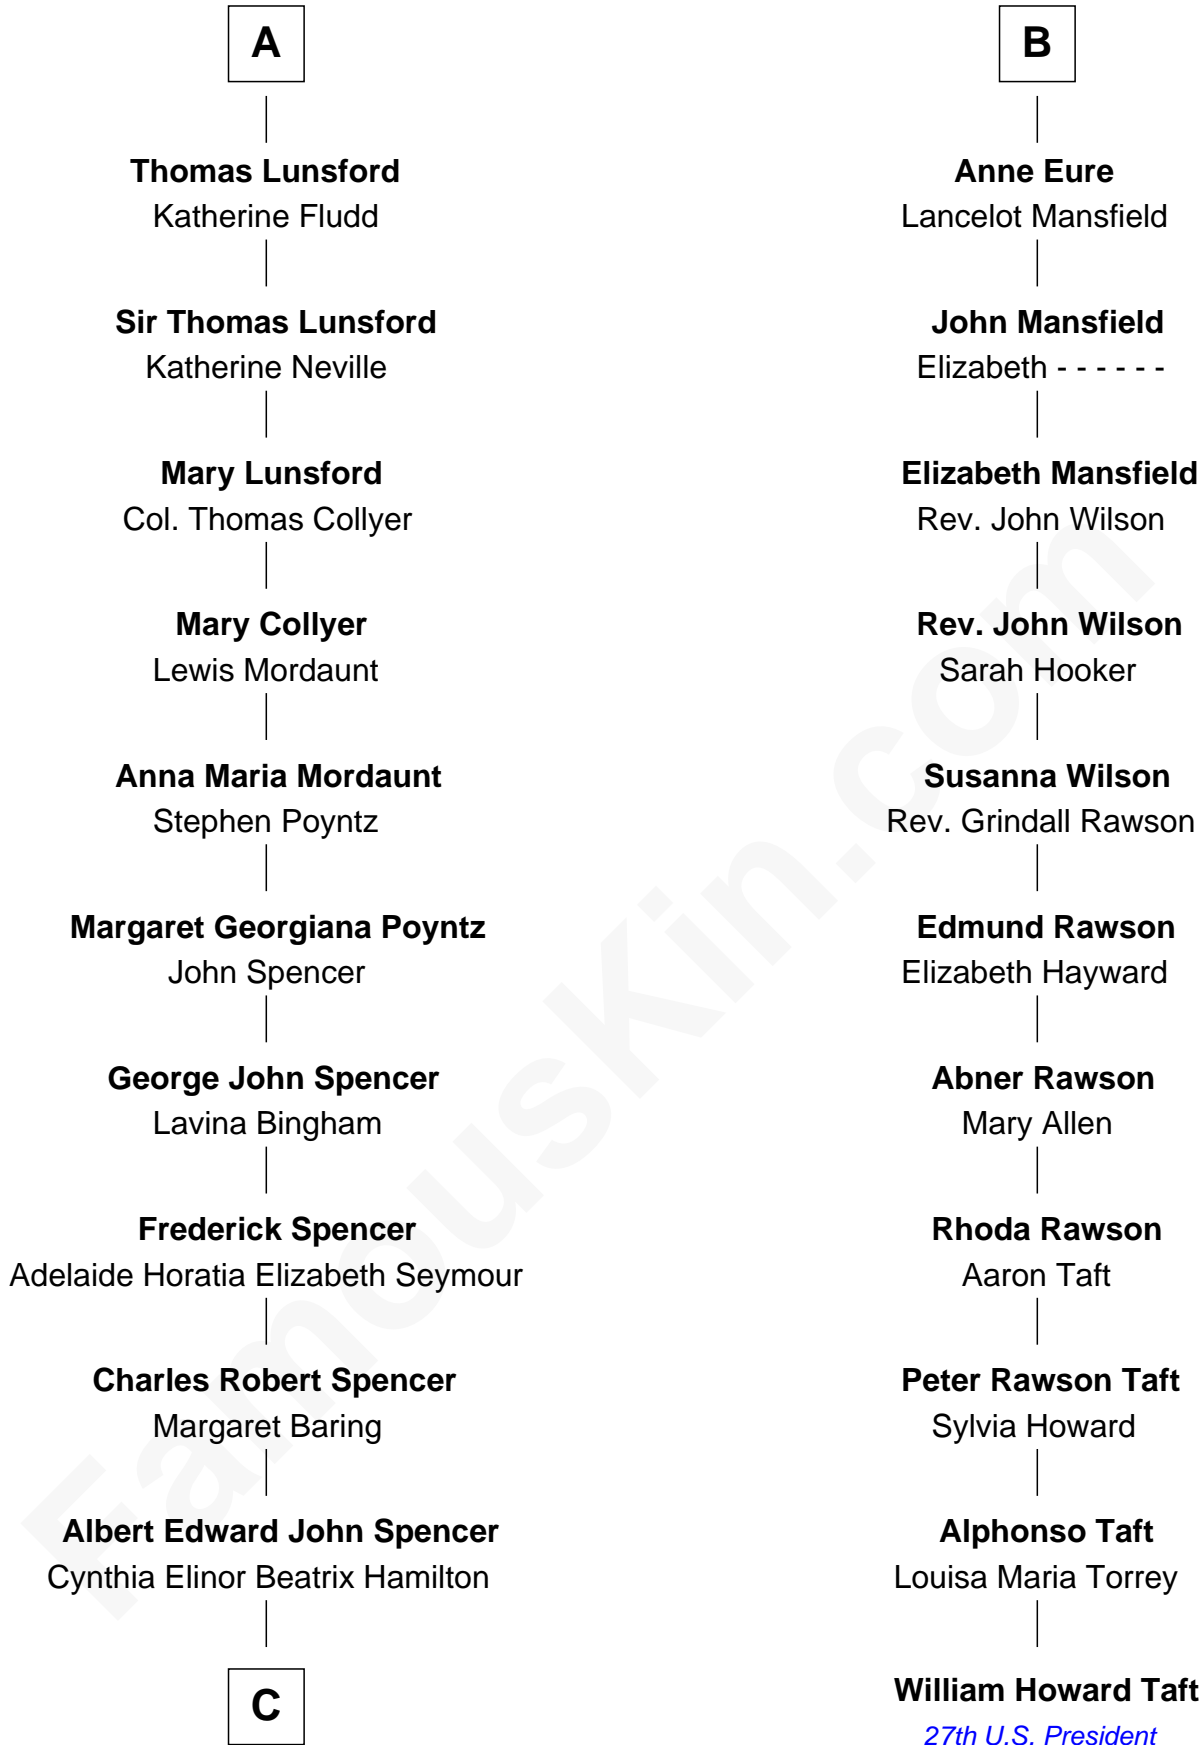 A
Thomas Lunsford
Katherine Fludd
Sir Thomas Lunsford
Katherine Neville
Mary Lunsford
Col. Thomas Collyer
Mary Collyer
Lewis Mordaunt
Anna Maria Mordaunt
Stephen Poyntz
Margaret Georgiana Poyntz
John Spencer
George John Spencer
Lavina Bingham
Frederick Spencer
Adelaide Horatia Elizabeth Seymour
Charles Robert Spencer
Margaret Baring
Albert Edward John Spencer
Cynthia Elinor Beatrix Hamilton
C
B
Anne Eure
Lancelot Mansfield
John Mansfield
Elizabeth - - - - - -
Elizabeth Mansfield
Rev. John Wilson
Rev. John Wilson
Sarah Hooker
Susanna Wilson
Rev. Grindall Rawson
Edmund Rawson
Elizabeth Hayward
Abner Rawson
Mary Allen
Rhoda Rawson
Aaron Taft
Peter Rawson Taft
Sylvia Howard
Alphonso Taft
Louisa Maria Torrey
William Howard Taft
27th U.S. President
FamousKin.com